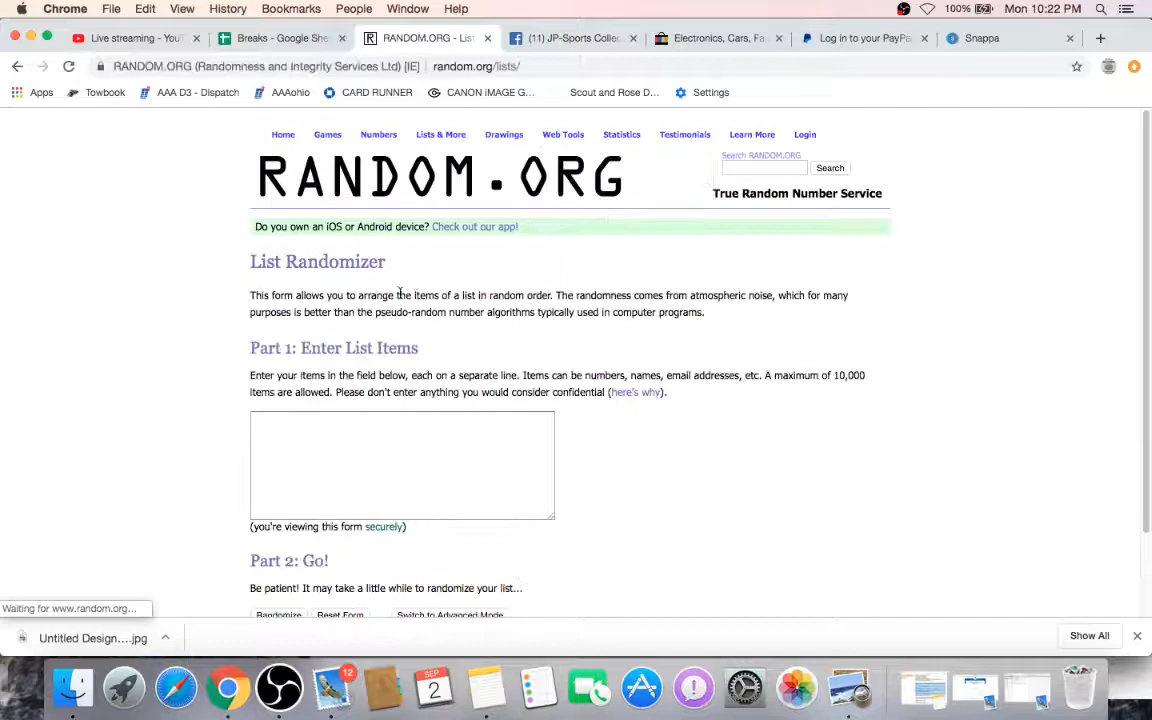 Chrome File Edit View History Bookmarks People Window Help 100% Mon 10:22 PM
Live streaming - YouT Breaks - Google She RANDOM.ORG - List (11) JP-Sports Collec Electronics, Cars, Fa Log in to your PayPa Snappa
RANDOM.ORG (Randomness and Integrity Services Ltd) [IE] random.org/lists/
Apps Towbook AAA D3 - Dispatch AAAohio CARD RUNNER CANON iMAGE G... Scout and Rose D... Settings
Home Games Numbers Lists & More Drawings Web Tools Statistics Testimonials Learn More Login
RANDOM.ORG
Search RANDOM.ORG
Search
True Random Number Service
Do you own an iOS or Android device? Check out our app!
List Randomizer
This form allows you to arrange the items of a list in random order. The randomness comes from atmospheric noise, which for many
purposes is better than the pseudo-random number algorithms typically used in computer programs.
Part 1: Enter List Items
Enter your items in the field below, each on a separate line. Items can be numbers, names, email addresses, etc. A maximum of 10,000
items are allowed. Please don't enter anything you would consider confidential (here's why).
(you're viewing this form securely)
Part 2: Go!
Be patient! It may take a little while to randomize your list...
Randomize Reset Form Switch to Advanced Mode
Waiting for www.random.org...
Untitled Design....jpg Show All
12
SEP
2